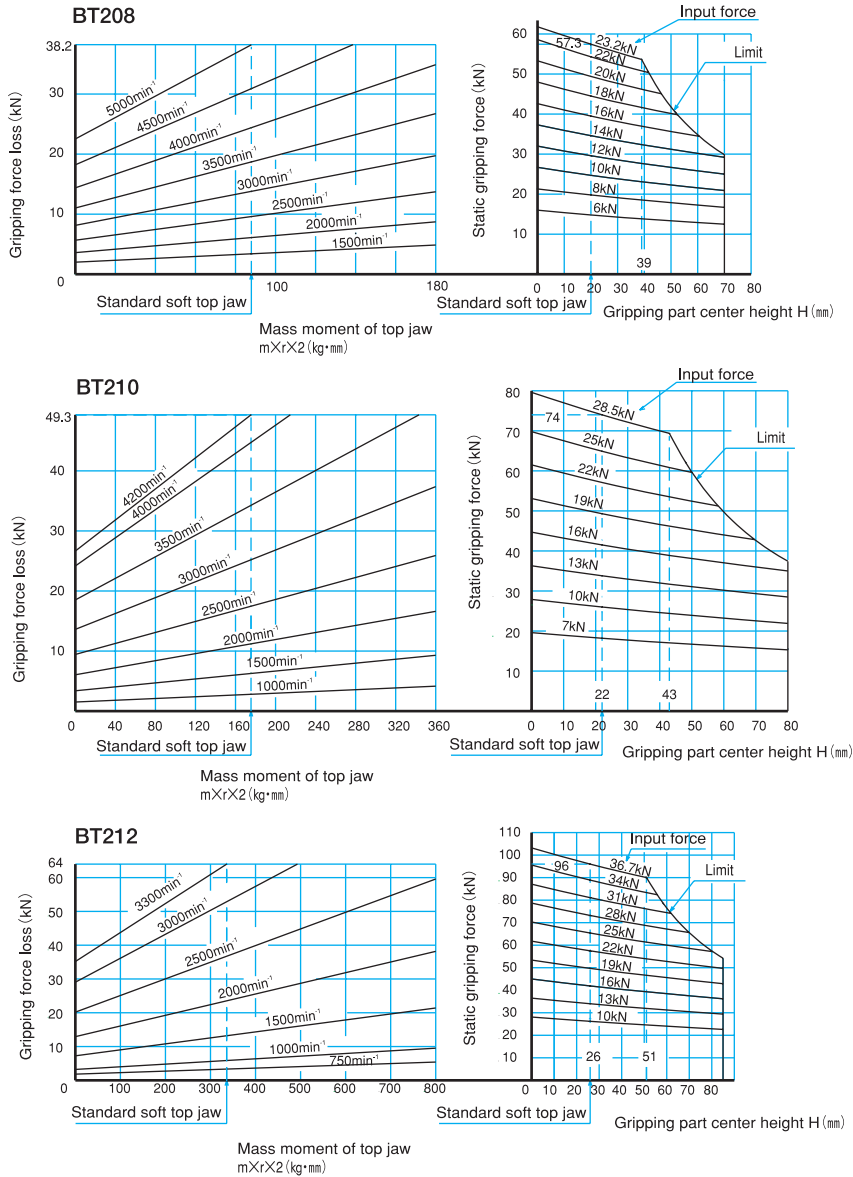 BT208
Gripping force loss (kN)
38.2
30
20
10
0
5000min⁻¹
4500min⁻¹
4000min⁻¹
3500min⁻¹
3000min⁻¹
2500min⁻¹
2000min⁻¹
1500min⁻¹
100
180
Standard soft top jaw
Mass moment of top jaw
m×r×2 (kg・mm)
Static gripping force (kN)
60
50
40
30
20
10
Input force
Limit
57.3
23.2kN
22kN
20kN
18kN
16kN
14kN
12kN
10kN
8kN
6kN
39
0 10 20 30 40 50 60 70 80
Standard soft top jaw
Gripping part center height H (mm)
BT210
Gripping force loss (kN)
49.3
40
30
20
10
4200min⁻¹
4000min⁻¹
3500min⁻¹
3000min⁻¹
2500min⁻¹
2000min⁻¹
1500min⁻¹
1000min⁻¹
0 40 80 120 160 200 240 280 320 360
Standard soft top jaw
Mass moment of top jaw
m×r×2 (kg・mm)
Static gripping force (kN)
80
70
60
50
40
30
20
10
Input force
Limit
74
28.5kN
25kN
22kN
19kN
16kN
13kN
10kN
7kN
22
43
0 10 20 30 40 50 60 70 80
Standard soft top jaw
Gripping part center height H (mm)
BT212
Gripping force loss (kN)
64
60
50
40
30
20
10
3300min⁻¹
3000min⁻¹
2500min⁻¹
2000min⁻¹
1500min⁻¹
1000min⁻¹
750min⁻¹
0 100 200 300 400 500 600 700 800
Standard soft top jaw
Mass moment of top jaw
m×r×2 (kg・mm)
Static gripping force (kN)
110
100
90
80
70
60
50
40
30
20
10
Input force
Limit
96
36.7kN
34kN
31kN
28kN
25kN
22kN
19kN
16kN
13kN
10kN
26
51
0 10 20 30 40 50 60 70 80 90
Standard soft top jaw
Gripping part center height H (mm)